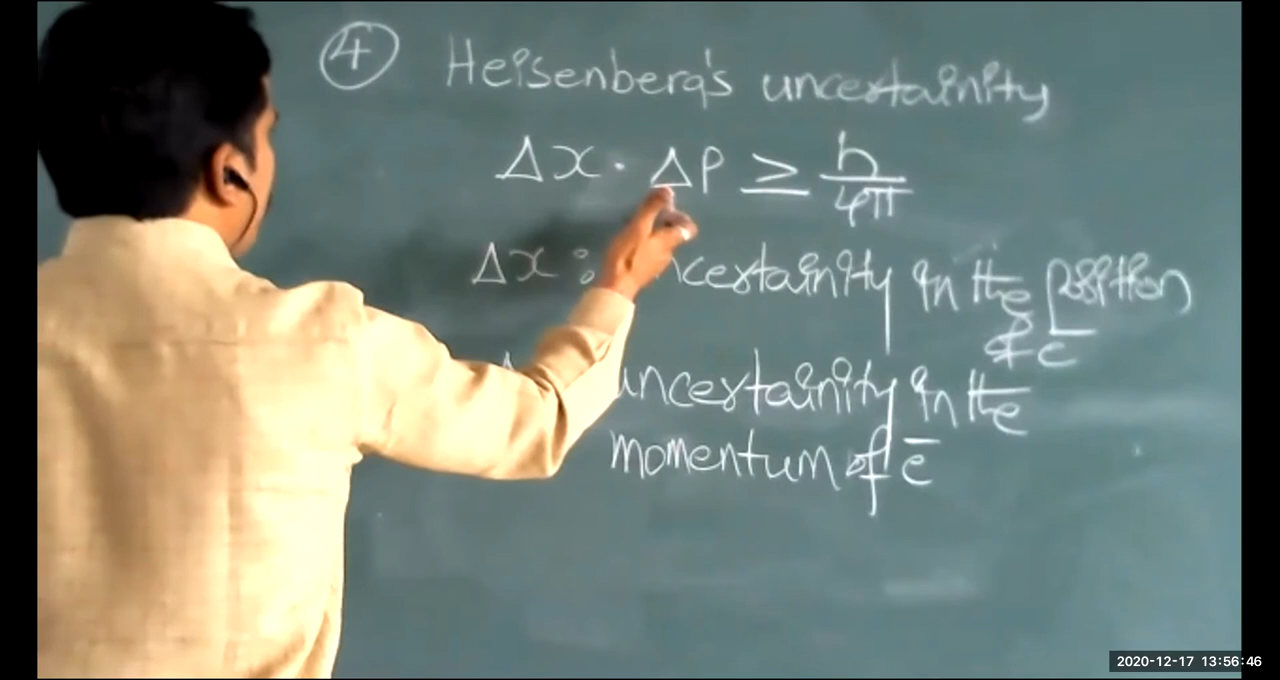 ④ Heisenberg's uncertainity
Δx · ΔP ≥ h/4π
Δx : uncertainity in the position
of e⁻
uncertainity in the
momentum of e⁻
2020-12-17 13:56:46